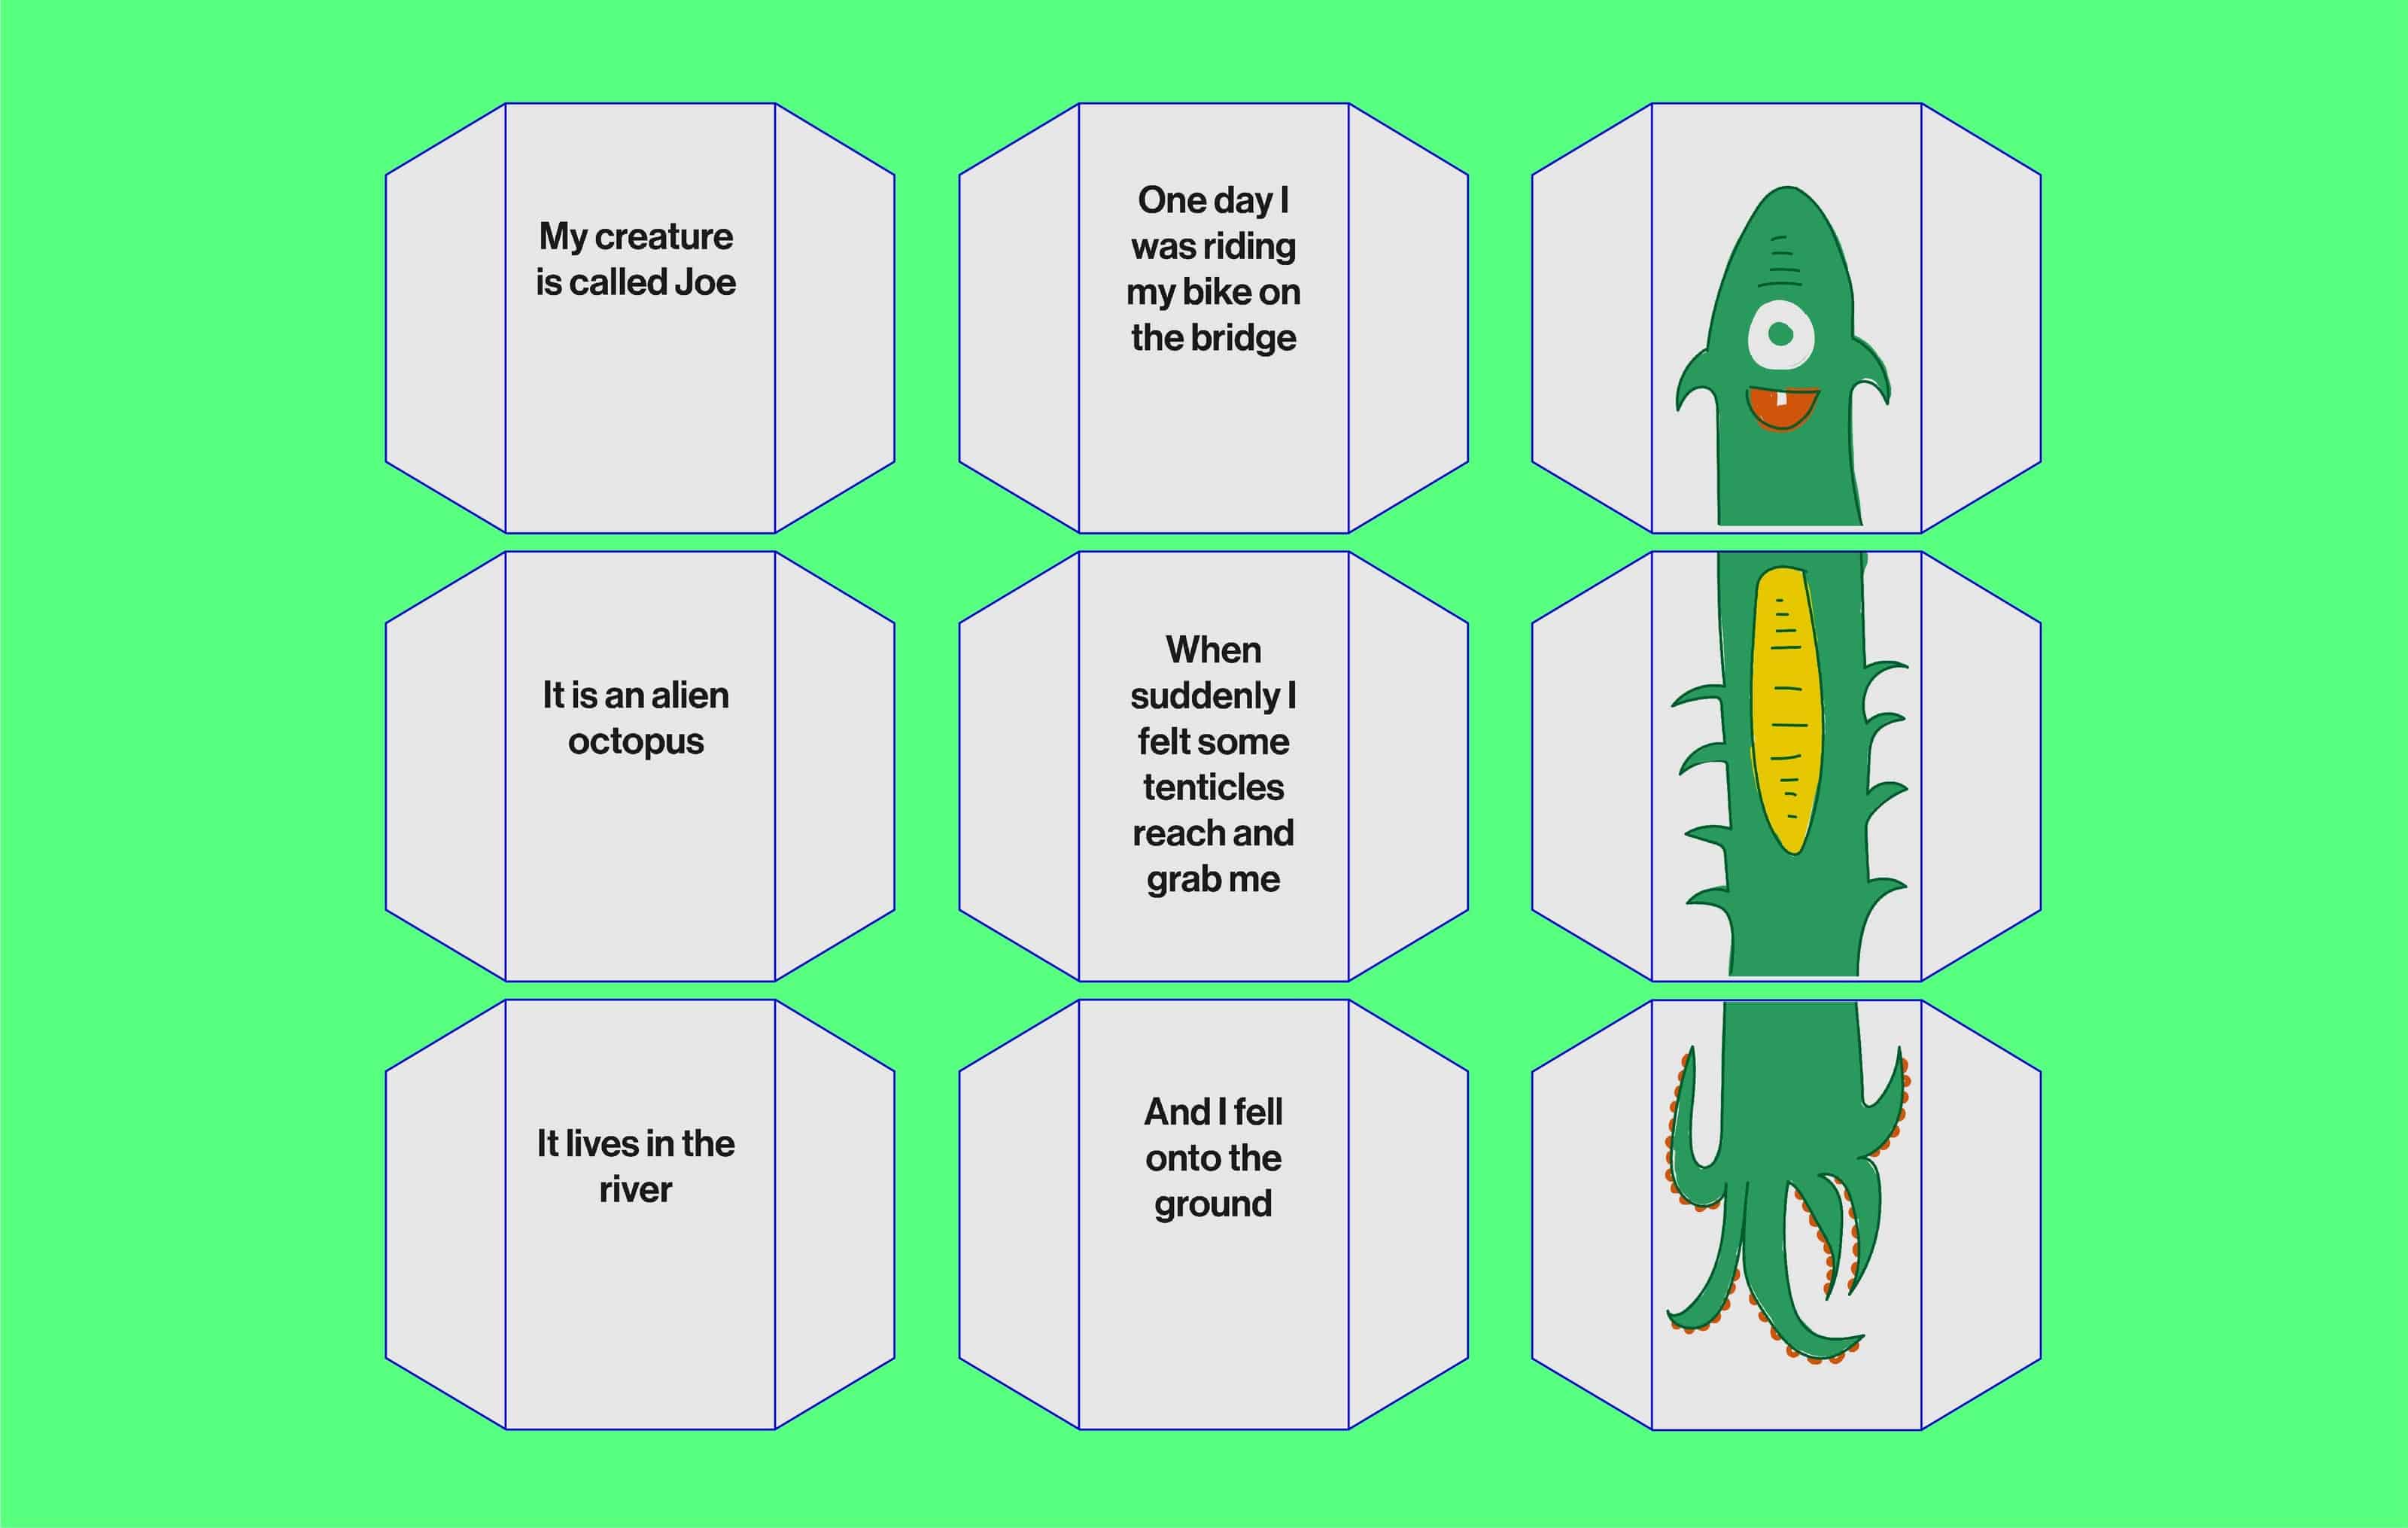 My creature
is called Joe
One day I
was riding
my bike on
the bridge
It is an alien
octopus
When
suddenly I
felt some
tenticles
reach and
grab me
It lives in the
river
And I fell
onto the
ground